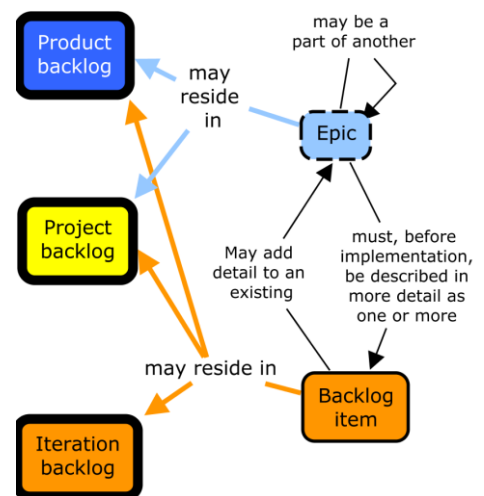 Product
backlog
may be a
part of another
may
reside
in
Epic
Project
backlog
May add
detail to an
existing
must, before
implementation,
be described in
more detail as
one or more
may reside in
Backlog
item
Iteration
backlog